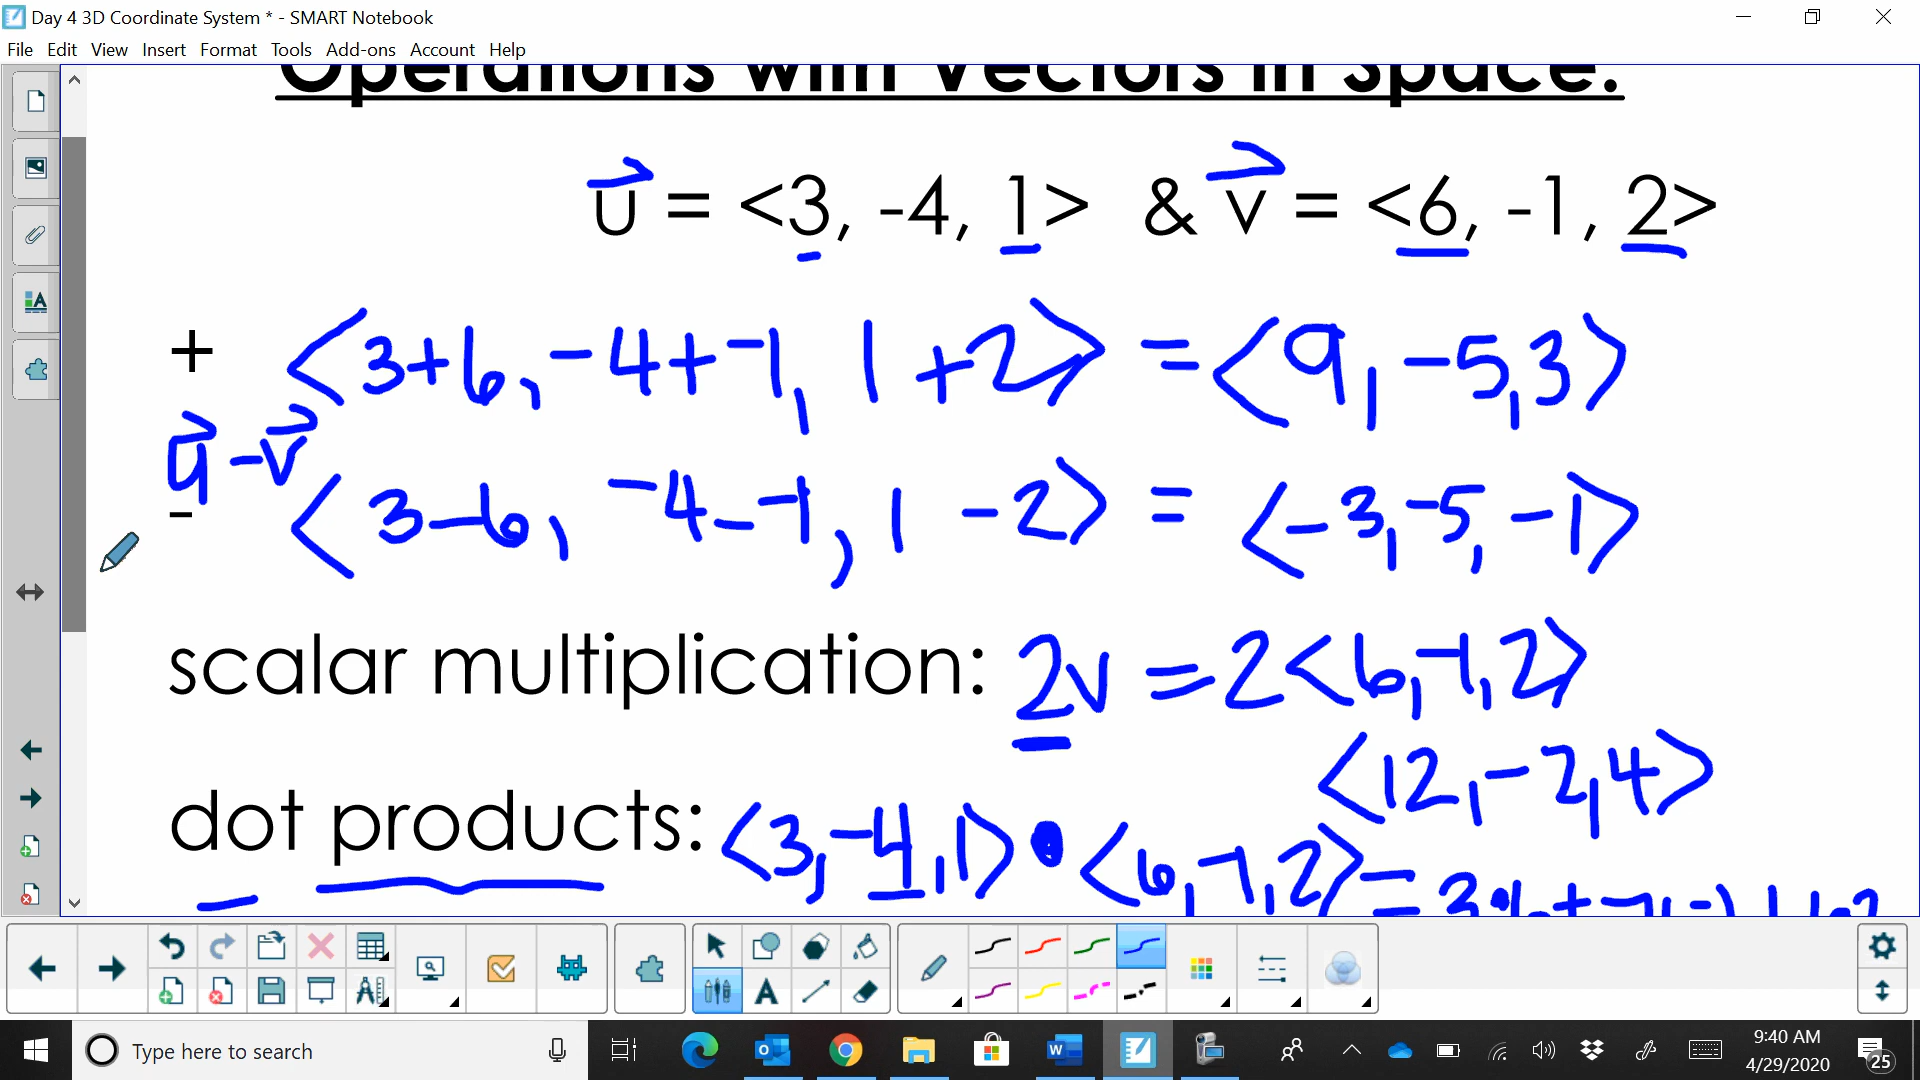 Day 4 3D Coordinate System * - SMART Notebook
File Edit View Insert Format Tools Add-ons Account Help
Operations with Vectors in Space:
u = <3, -4, 1> & v = <6, -1, 2>
+ <3+6, -4+-1, 1+2> = <9, -5, 3>
u - v
- <3-6, -4--1, 1-2> = <-3, -5, -1>
scalar multiplication: 2v = 2<6, -1, 2>
<12, -2, 4>
dot products: <3, -4, 1> • <6, -1, 2> =
Type here to search
9:40 AM
4/29/2020
25